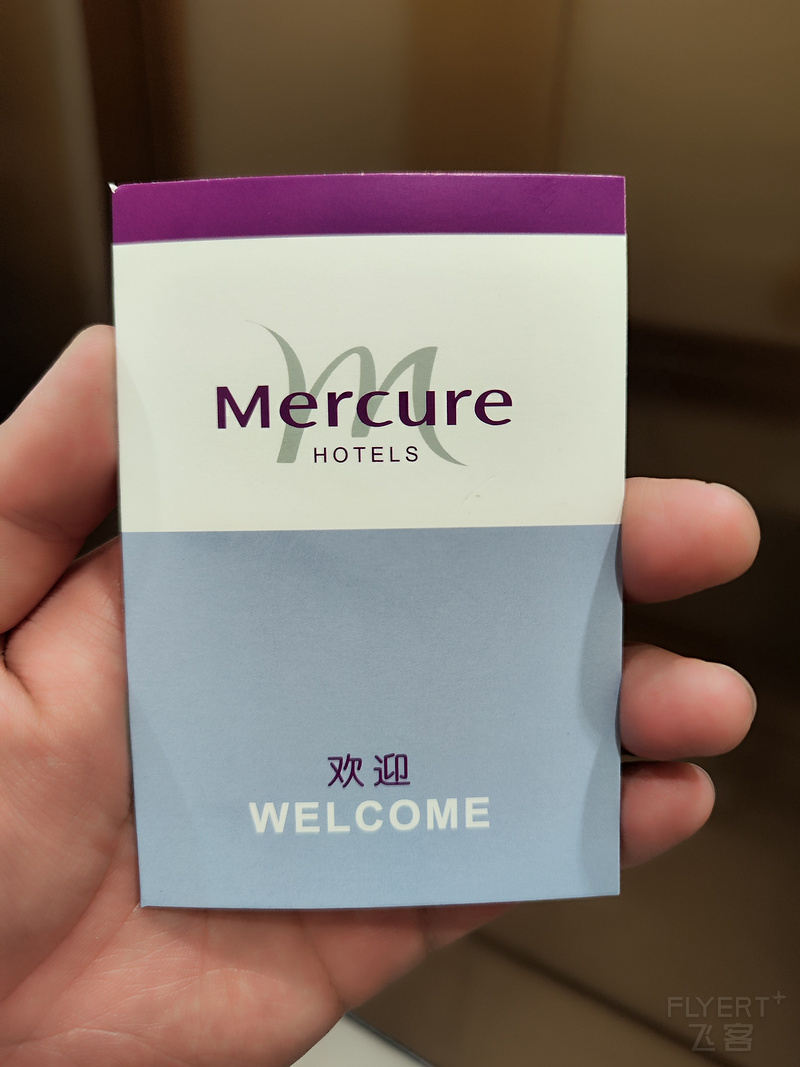 Mercure
HOTELS
欢迎
WELCOME
FLYERT+
飞客